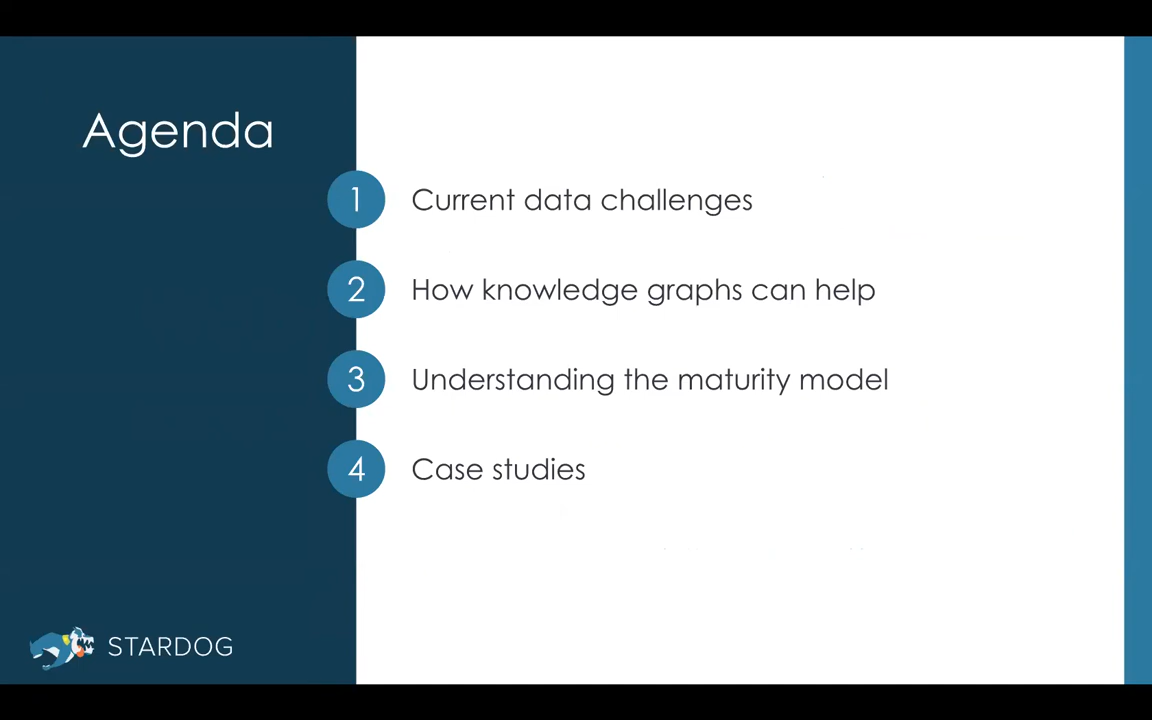 Agenda
1 Current data challenges
2 How knowledge graphs can help
3 Understanding the maturity model
4 Case studies
STARDOG